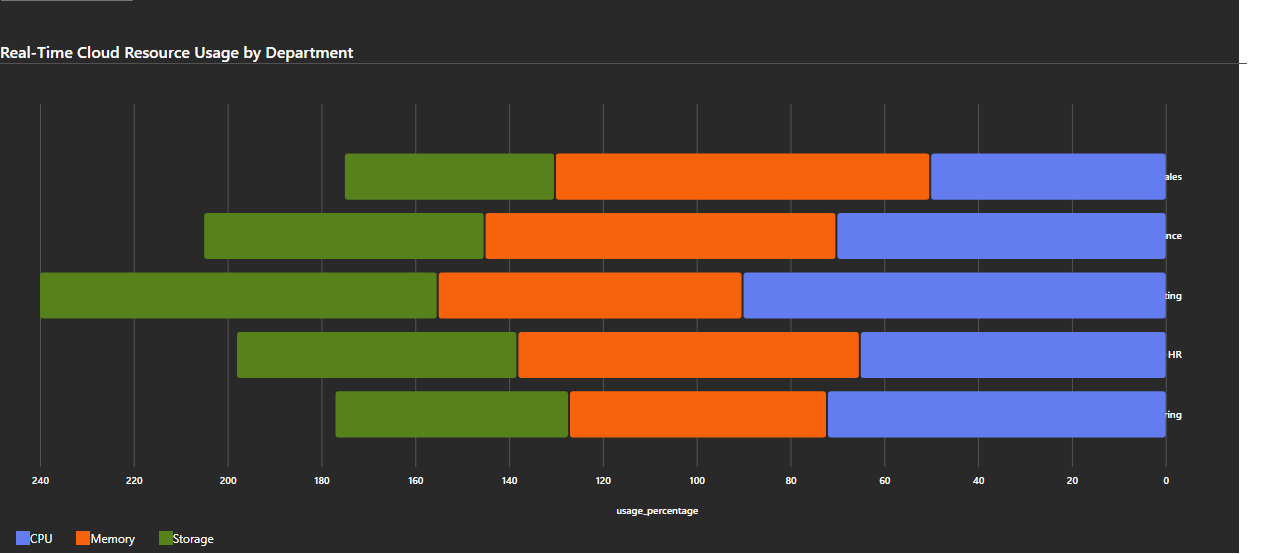 Real-Time Cloud Resource Usage by Department
ales
nce
ting
HR
ring
240 220 200 180 160 140 120 100 80 60 40 20 0
usage_percentage
CPU Memory Storage